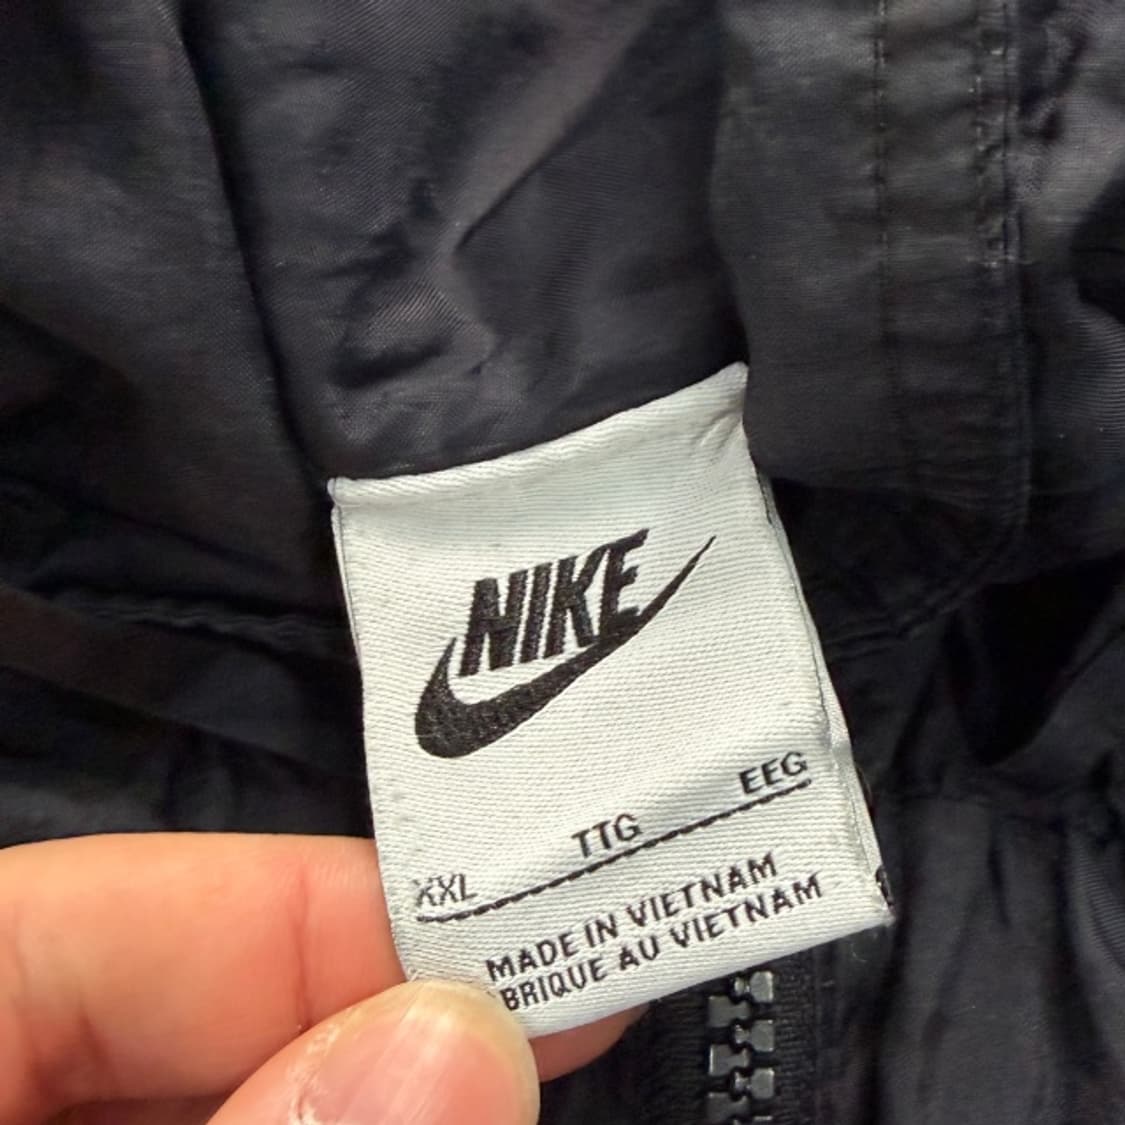 NIKE
XXL TTG EEG
MADE IN VIETNAM
BRIQUE AU VIETNAM